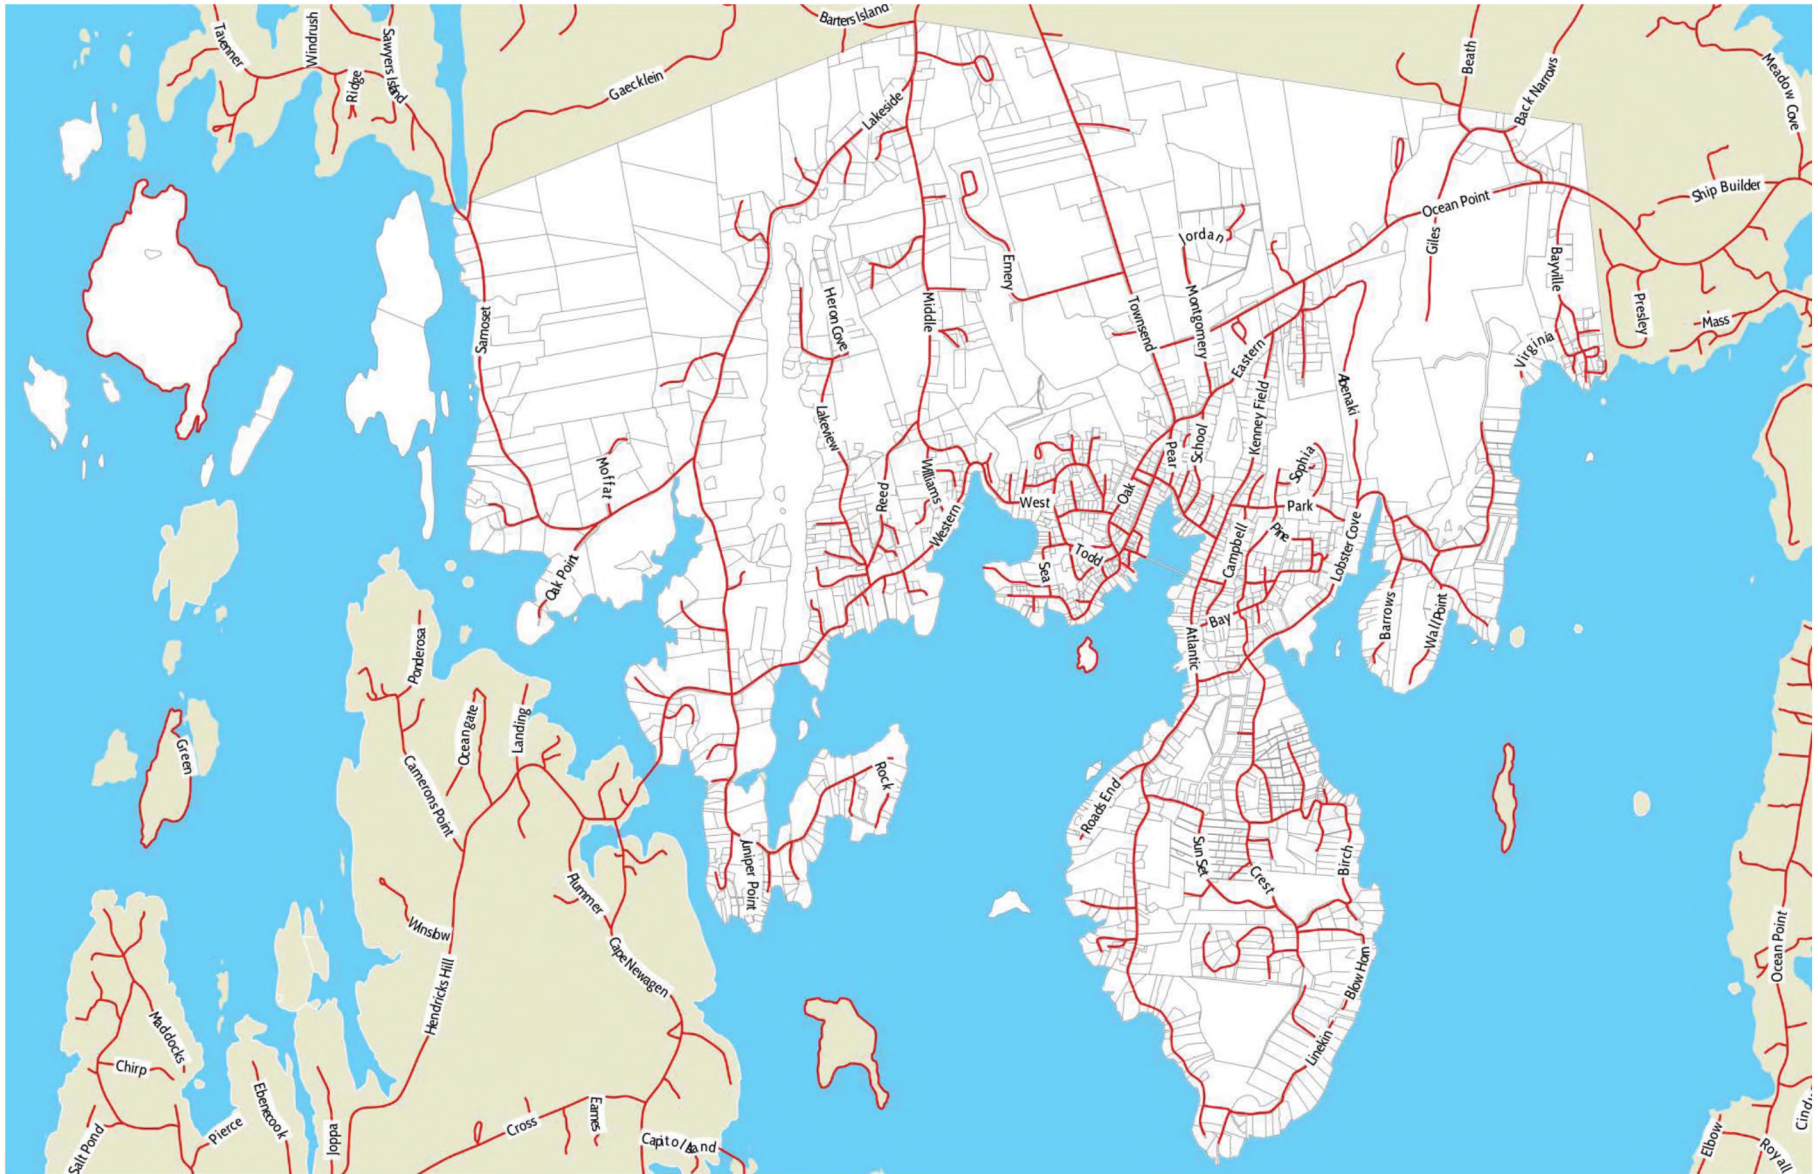 Barters Island
Tavenner
Windrush
Sawyers Island
Ridge
Gaecklein
Beath
Back Narrows
Meadow Cove
Lakeside
Ship Builder
Ocean Point
Jordan
Giles
Emery
Bayville
Heron Cove
Middle
Townsend
Montgomery
Presley
Samoset
Mass
Virginia
Eastern
Abenaki
Kenney Field
Lakeview
School
Pear
Sophia
Moffat
Williams
Reed
West
Oak
Park
Western
Campbell
Pine
Lobster Cove
Todd
Sea
Oak Point
Bay
Barrows
Wall Point
Atlantic
Ponderosa
Oceangate
Landing
Green
Camerons Point
Rock
Roads End
Juniper Point
Sun Set
Crest
Birch
Plummer
Winslow
Cape Newagen
Hendricks Hill
Blow Horn
Ocean Point
Maddocks
Linekin
Chirp
Ebenecook
Pierce
Joppa
Cross
Eames
Capitol Island
Salt Pond
Elbow
Royall
Cind